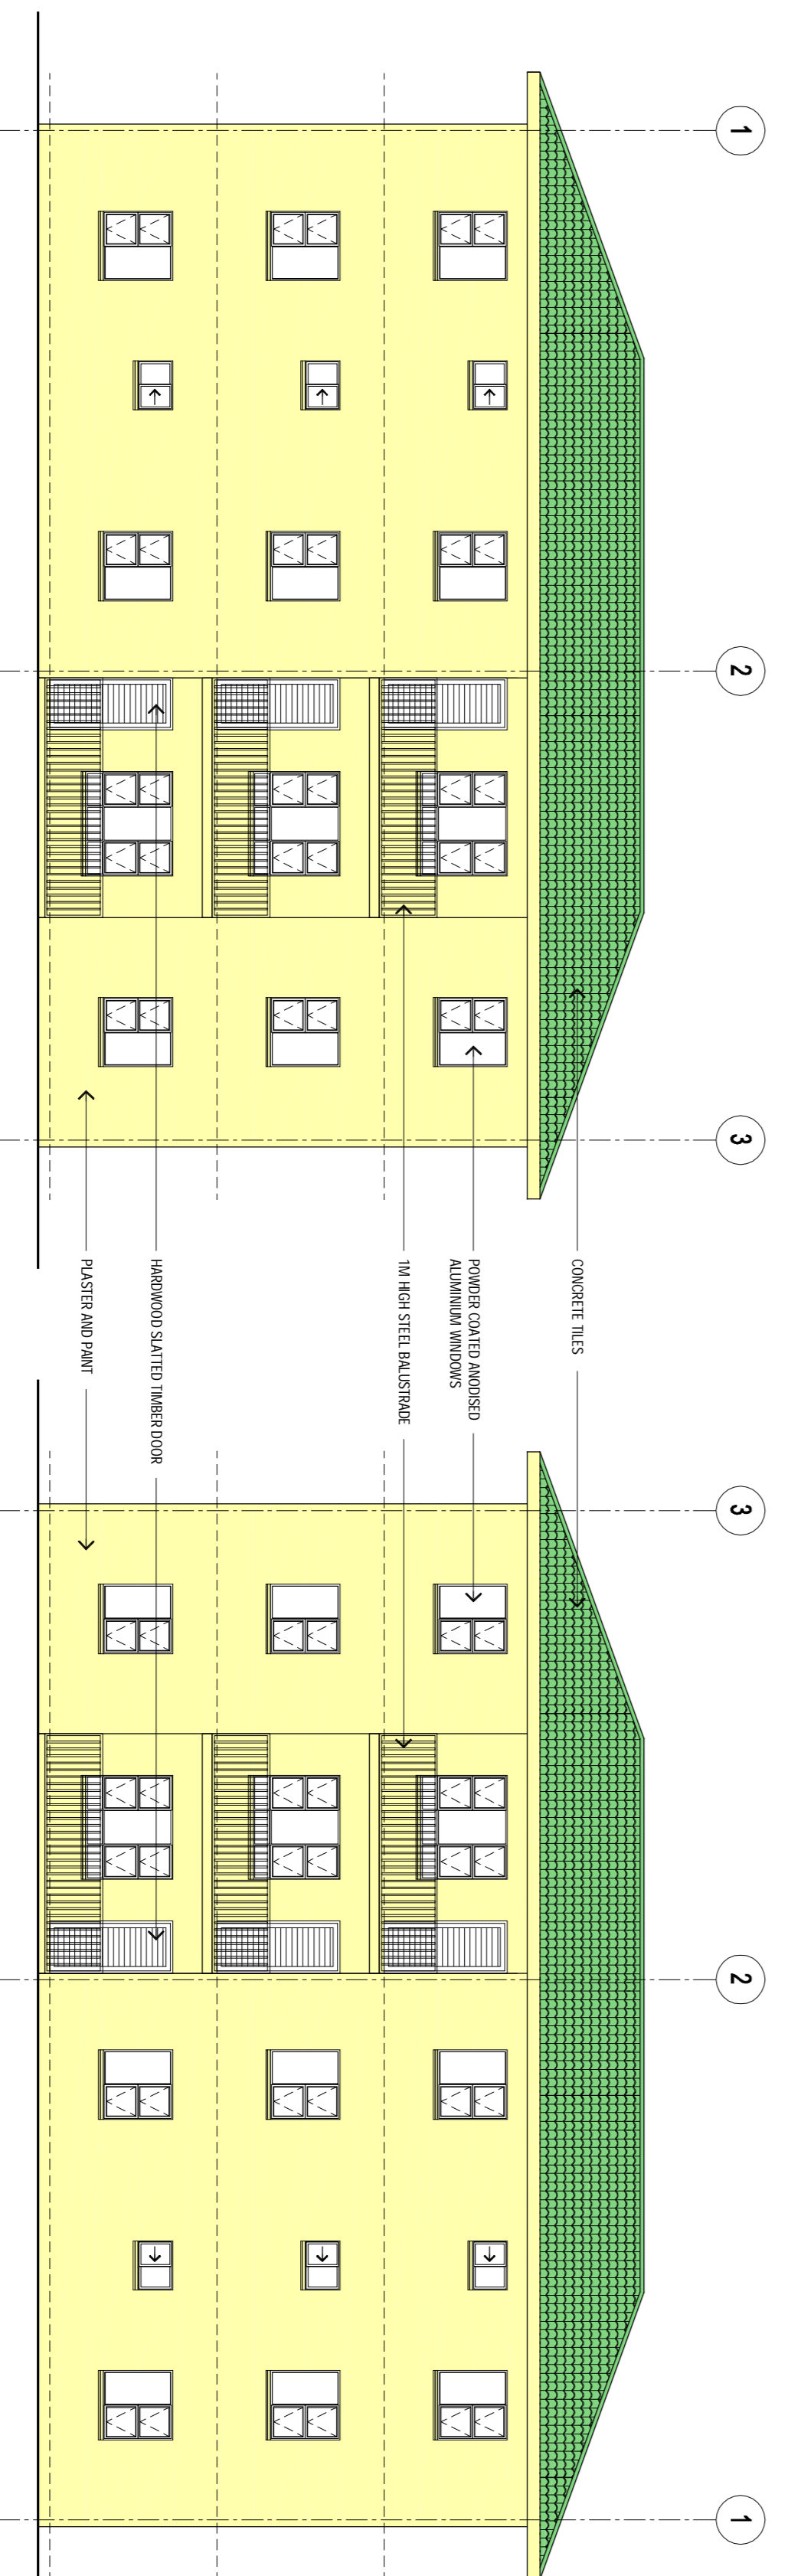 1
2
3
3
2
1
CONCRETE TILES
POWDER COATED ANODISED
ALUMINIUM WINDOWS
1M HIGH STEEL BALUSTRADE
HARDWOOD SLATTED TIMBER DOOR
PLASTER AND PAINT